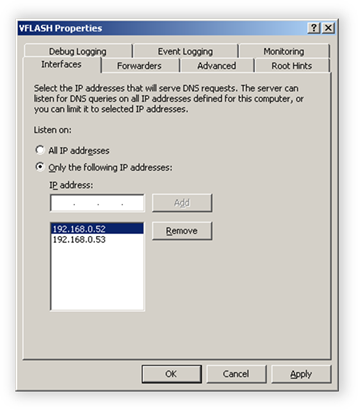 VFLASH Properties
Debug Logging Event Logging Monitoring
Interfaces Forwarders Advanced Root Hints
Select the IP addresses that will serve DNS requests. The server can
listen for DNS queries on all IP addresses defined for this computer, or
you can limit it to selected IP addresses.
Listen on:
All IP addresses
Only the following IP addresses:
IP address:
. . . Add
192.168.0.52 Remove
192.168.0.53
OK Cancel Apply